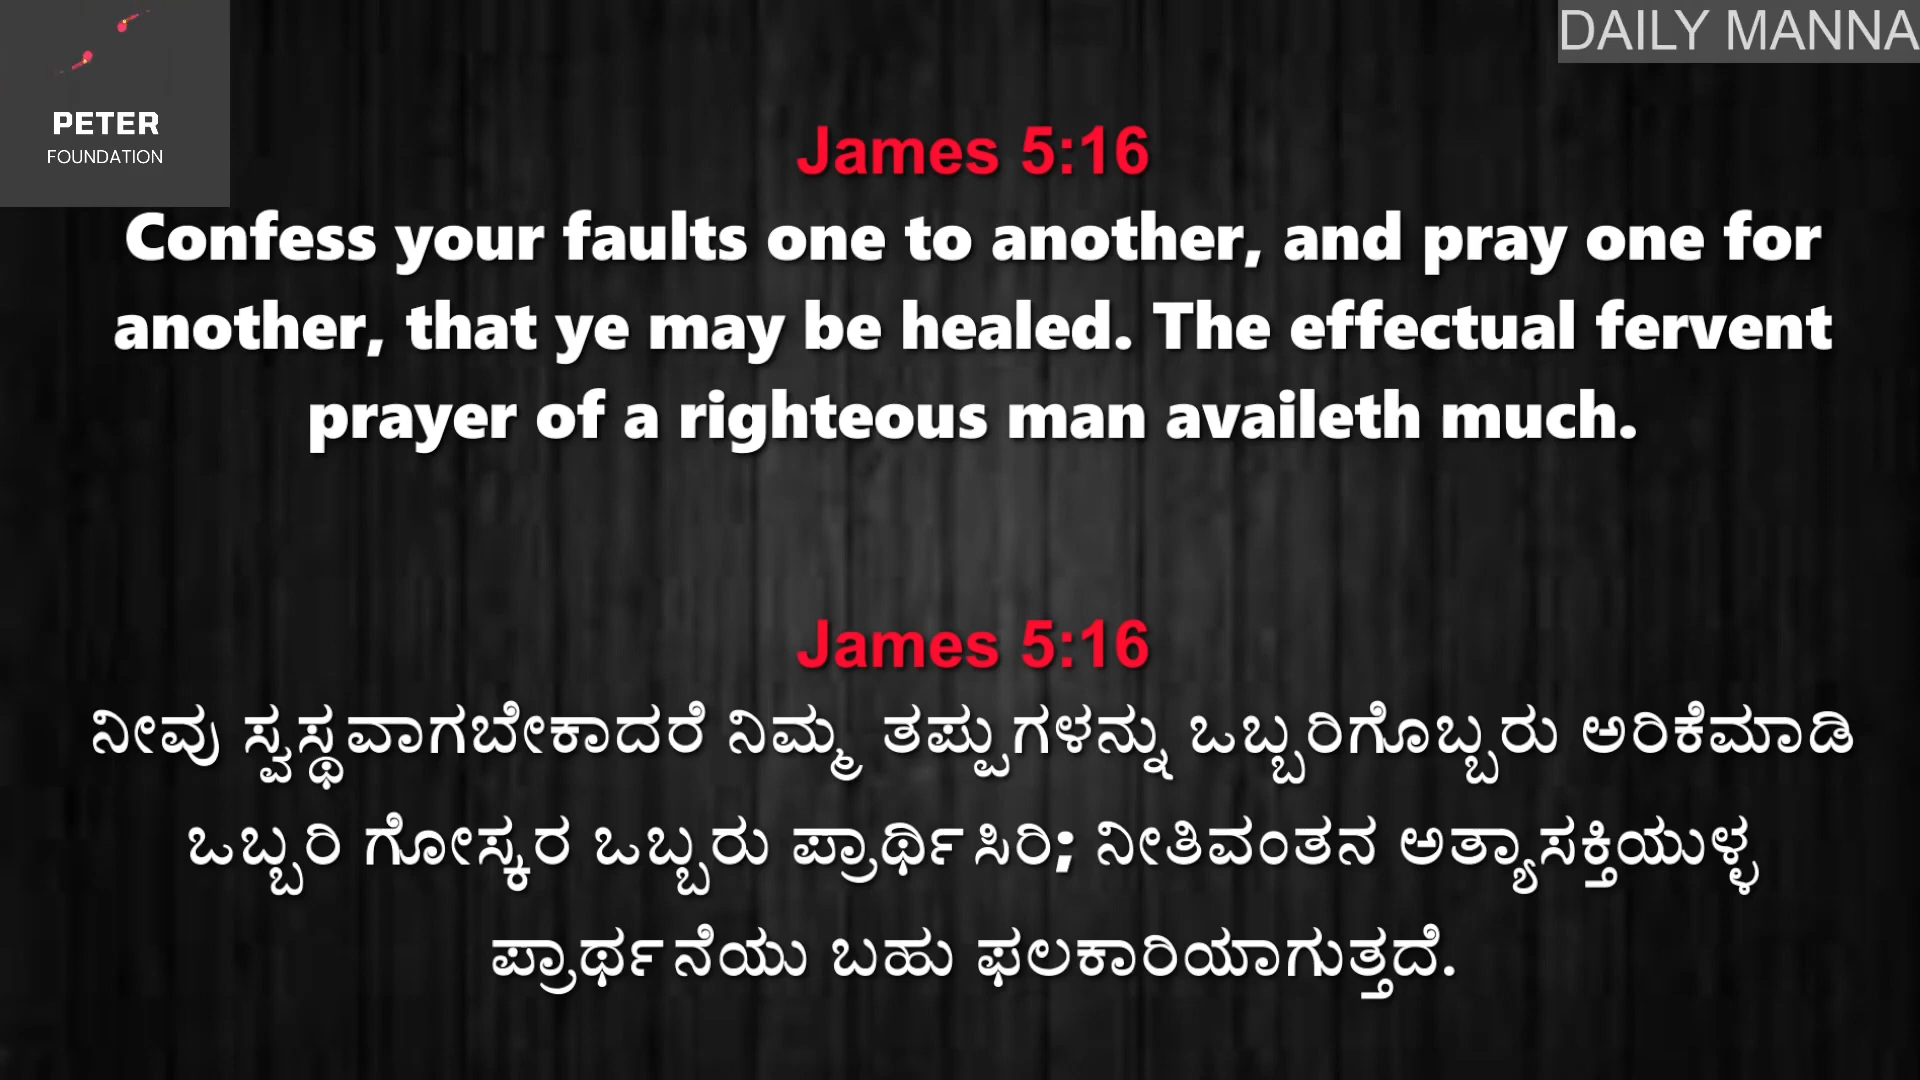 DAILY MANNA
PETER
FOUNDATION
James 5:16
Confess your faults one to another, and pray one for
another, that ye may be healed. The effectual fervent
prayer of a righteous man availeth much.
James 5:16
ನೀವು ಸ್ವಸ್ಥವಾಗಬೇಕಾದರೆ ನಿಮ್ಮ ತಪ್ಪುಗಳನ್ನು ಒಬ್ಬರಿಗೊಬ್ಬರು ಅರಿಕೆಮಾಡಿ
ಒಬ್ಬರಿ ಗೋಸ್ಕರ ಒಬ್ಬರು ಪ್ರಾರ್ಥಿಸಿರಿ; ನೀತಿವಂತನ ಅತ್ಯಾಸಕ್ತಿಯುಳ್ಳ
ಪ್ರಾರ್ಥನೆಯು ಬಹು ಫಲಕಾರಿಯಾಗುತ್ತದೆ.